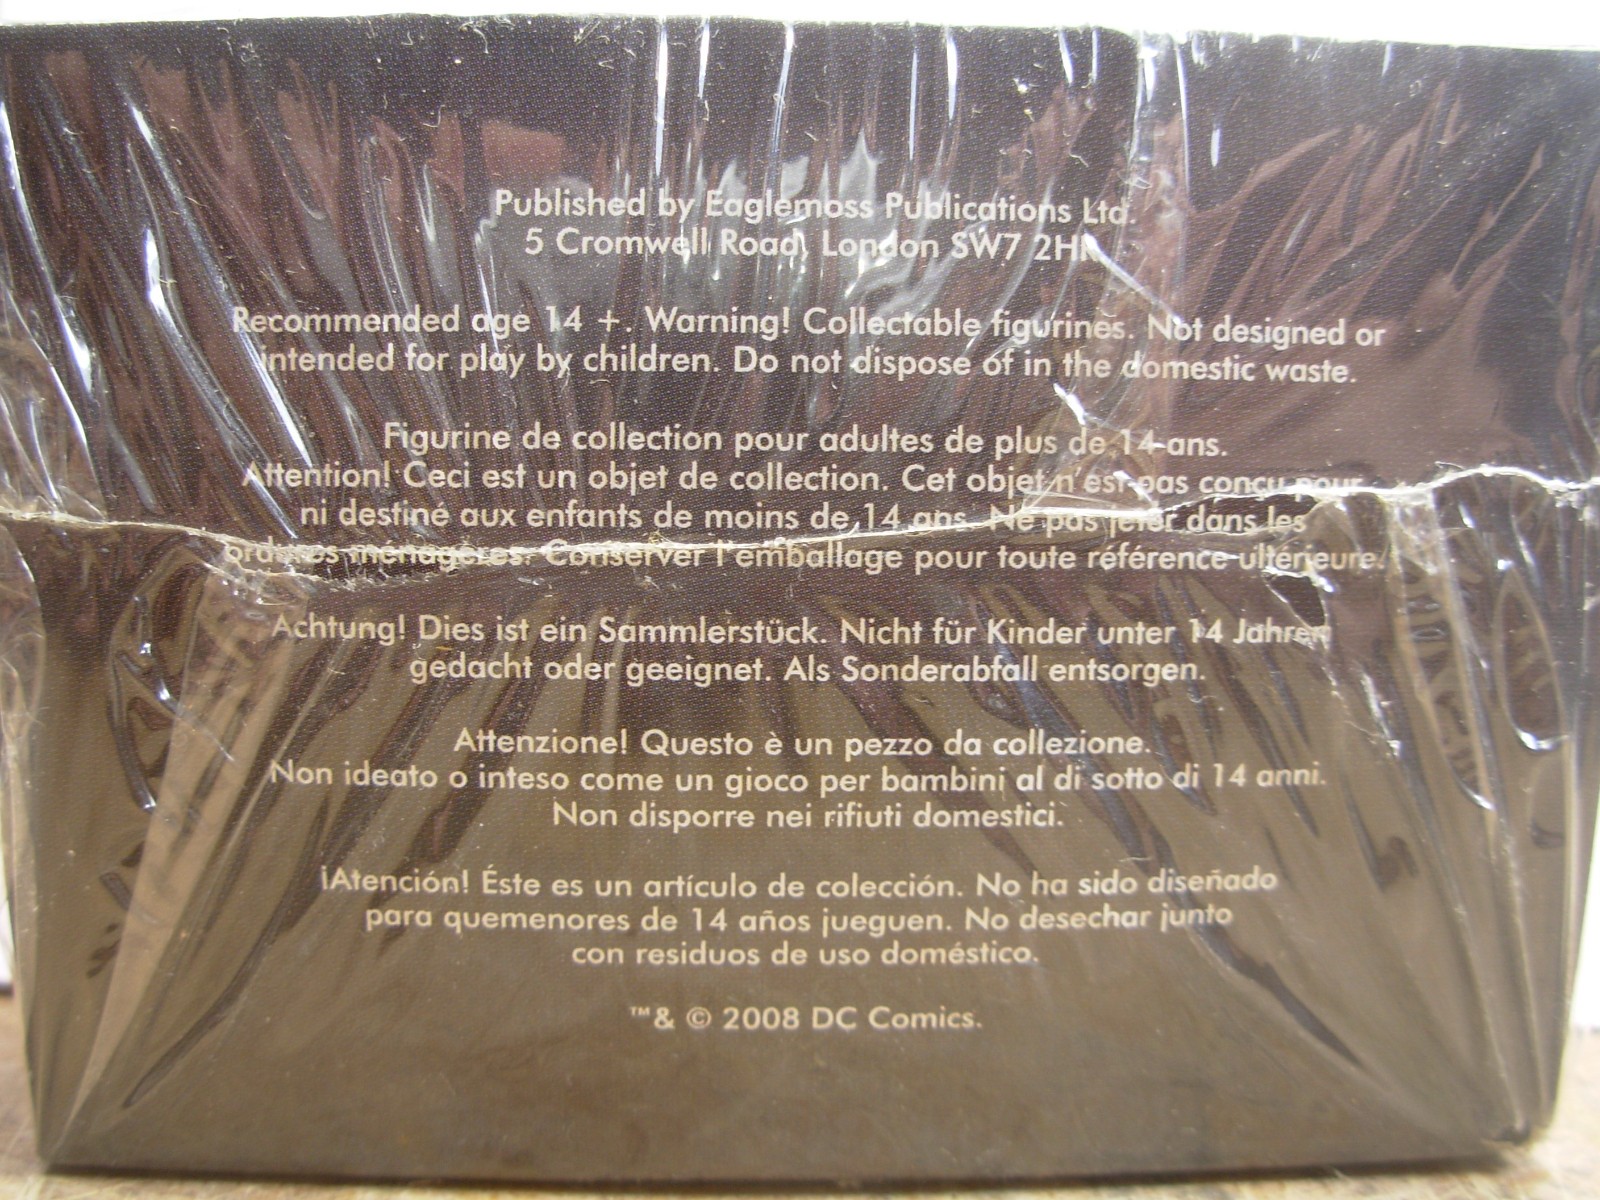 Published by Eaglemoss Publications Ltd.
5 Cromwell Road, London SW7 2HR
Recommended age 14 +. Warning! Collectable figurines. Not designed or
intended for play by children. Do not dispose of in the domestic waste.
Figurine de collection pour adultes de plus de 14 ans.
Attention! Ceci est un objet de collection. Cet objet n'est pas conçu pour
ni destiné aux enfants de moins de 14 ans. Ne pas jeter dans les
ordures ménagères. Conserver l'emballage pour toute référence ultérieure.
Achtung! Dies ist ein Sammlerstück. Nicht für Kinder unter 14 Jahren
gedacht oder geeignet. Als Sonderabfall entsorgen.
Attenzione! Questo è un pezzo da collezione.
Non ideato o inteso come un gioco per bambini al di sotto di 14 anni.
Non disporre nei rifiuti domestici.
¡Atención! Éste es un artículo de colección. No ha sido diseñado
para quemenores de 14 años jueguen. No desechar junto
con residuos de uso doméstico.
™& © 2008 DC Comics.